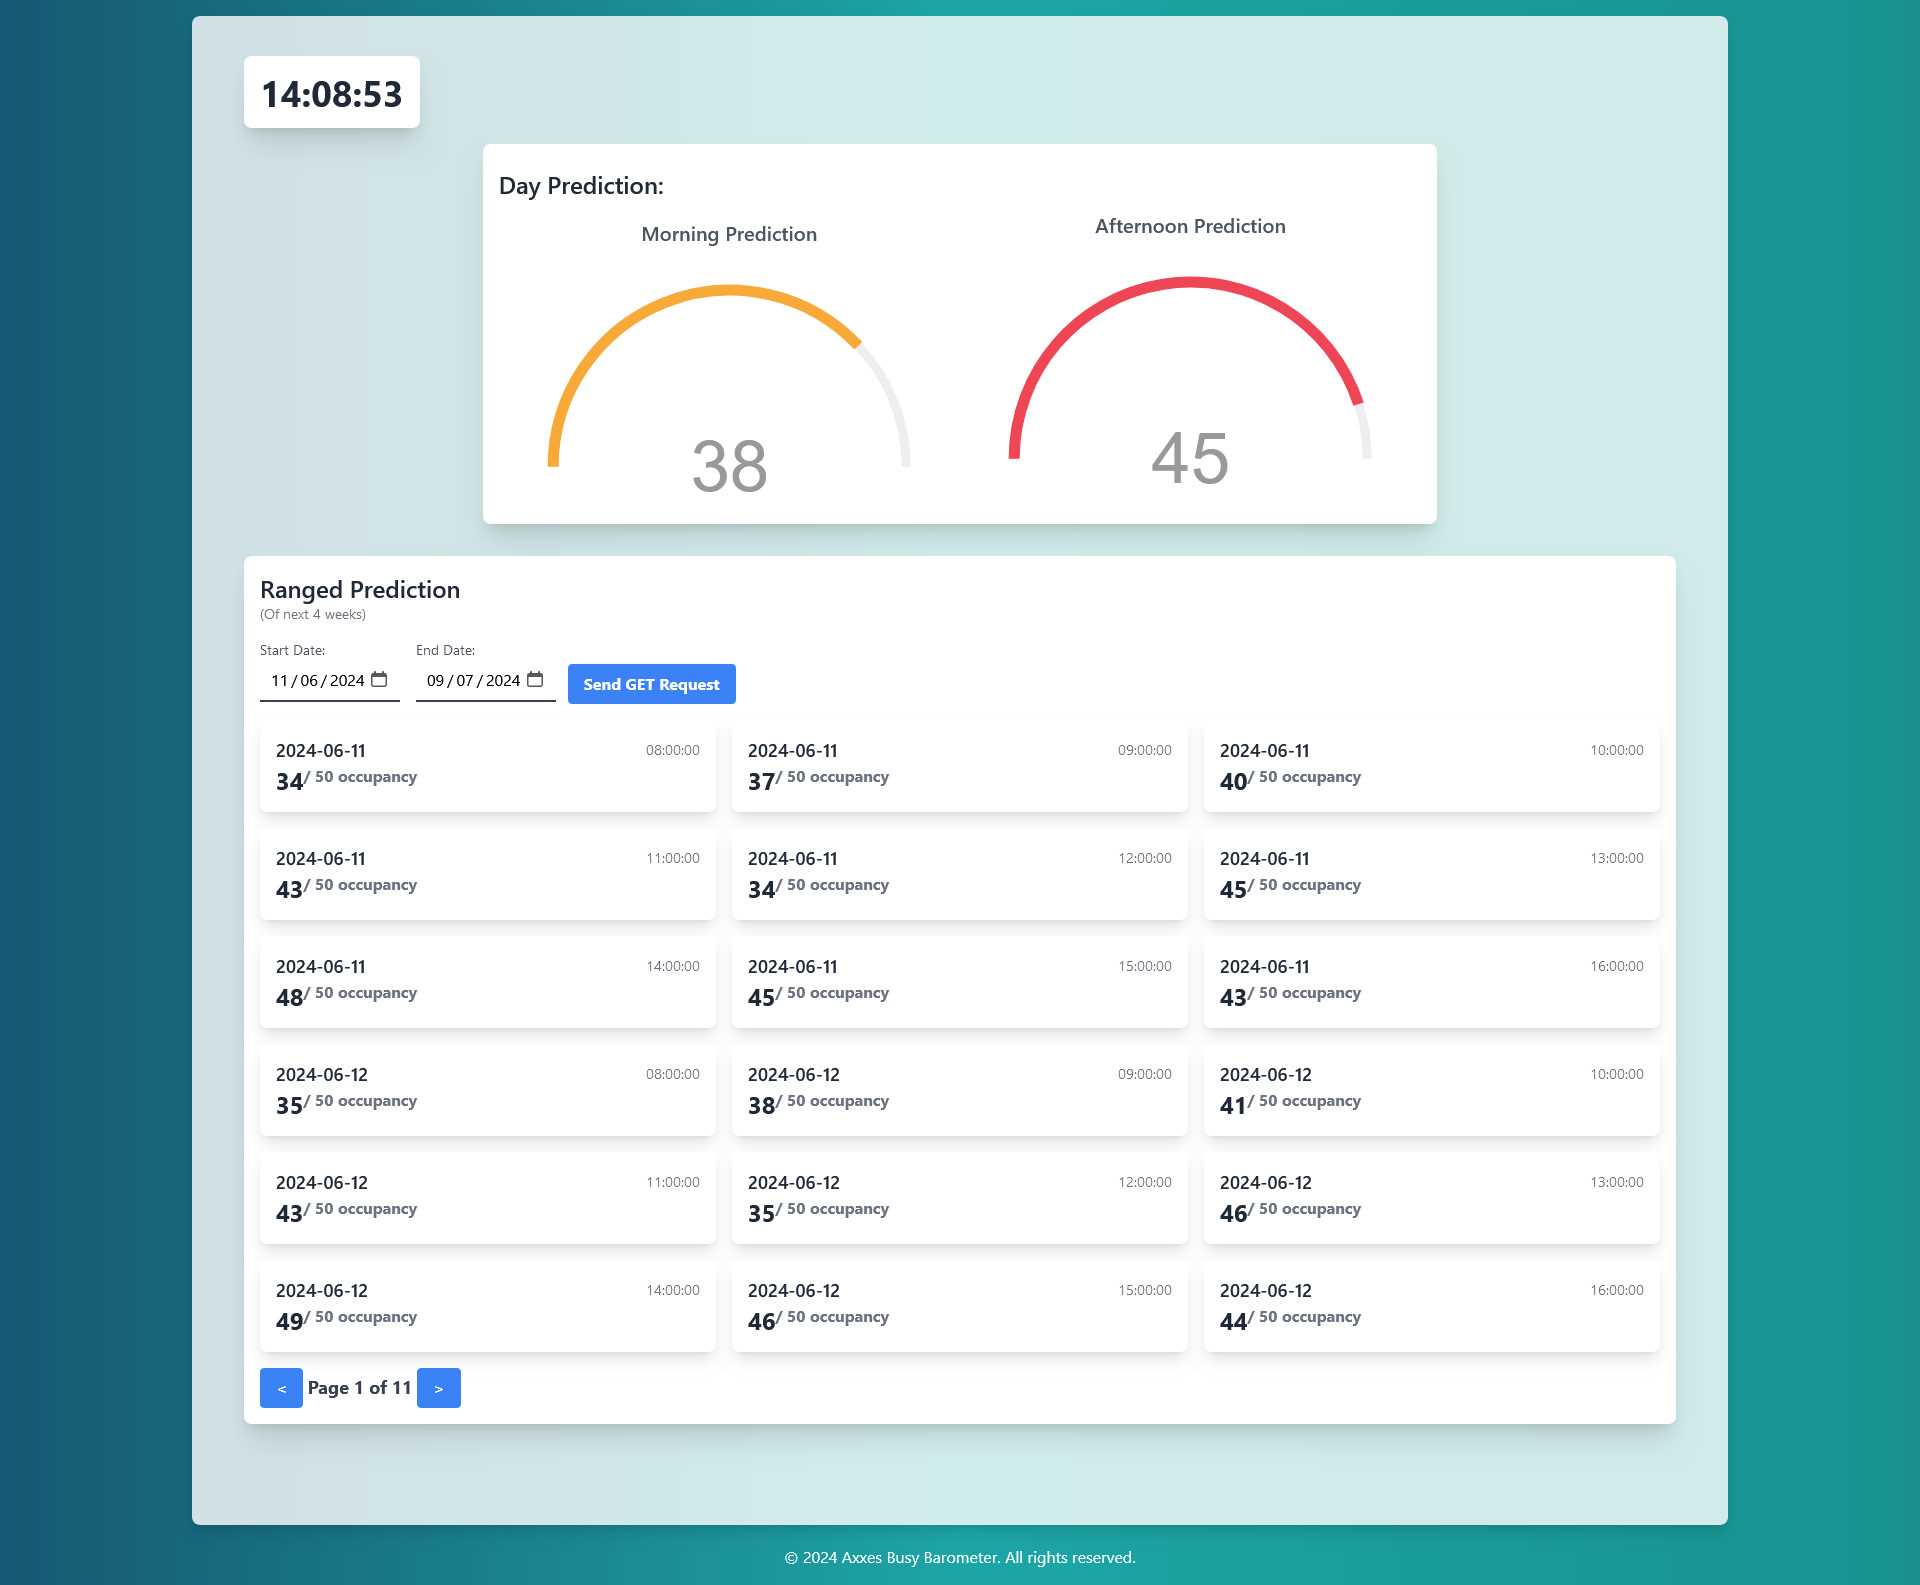 14:08:53
Day Prediction:
Morning Prediction
Afternoon Prediction
38
45
Ranged Prediction
(Of next 4 weeks)
Start Date:
End Date:
11/06/2024
09/07/2024
Send GET Request
2024-06-11 08:00:00
34/ 50 occupancy
2024-06-11 09:00:00
37/ 50 occupancy
2024-06-11 10:00:00
40/ 50 occupancy
2024-06-11 11:00:00
43/ 50 occupancy
2024-06-11 12:00:00
34/ 50 occupancy
2024-06-11 13:00:00
45/ 50 occupancy
2024-06-11 14:00:00
48/ 50 occupancy
2024-06-11 15:00:00
45/ 50 occupancy
2024-06-11 16:00:00
43/ 50 occupancy
2024-06-12 08:00:00
35/ 50 occupancy
2024-06-12 09:00:00
38/ 50 occupancy
2024-06-12 10:00:00
41/ 50 occupancy
2024-06-12 11:00:00
43/ 50 occupancy
2024-06-12 12:00:00
35/ 50 occupancy
2024-06-12 13:00:00
46/ 50 occupancy
2024-06-12 14:00:00
49/ 50 occupancy
2024-06-12 15:00:00
46/ 50 occupancy
2024-06-12 16:00:00
44/ 50 occupancy
< Page 1 of 11 >
© 2024 Axxes Busy Barometer. All rights reserved.